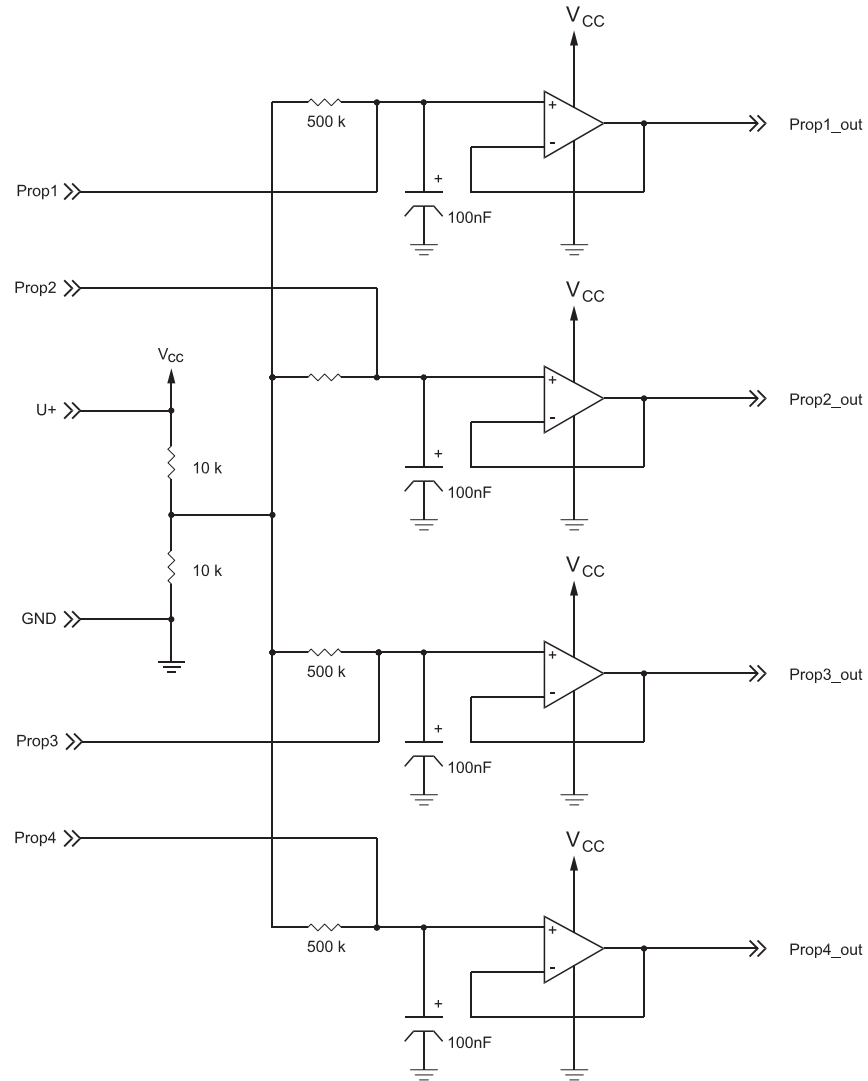 VCC
+
500 k
-
Prop1_out
Prop1
+
100nF
Prop2
VCC
VCC
+
U+
-
Prop2_out
+
10 k
100nF
10 k
VCC
GND
+
500 k
-
Prop3_out
Prop3
+
100nF
Prop4
VCC
+
500 k
-
Prop4_out
+
100nF